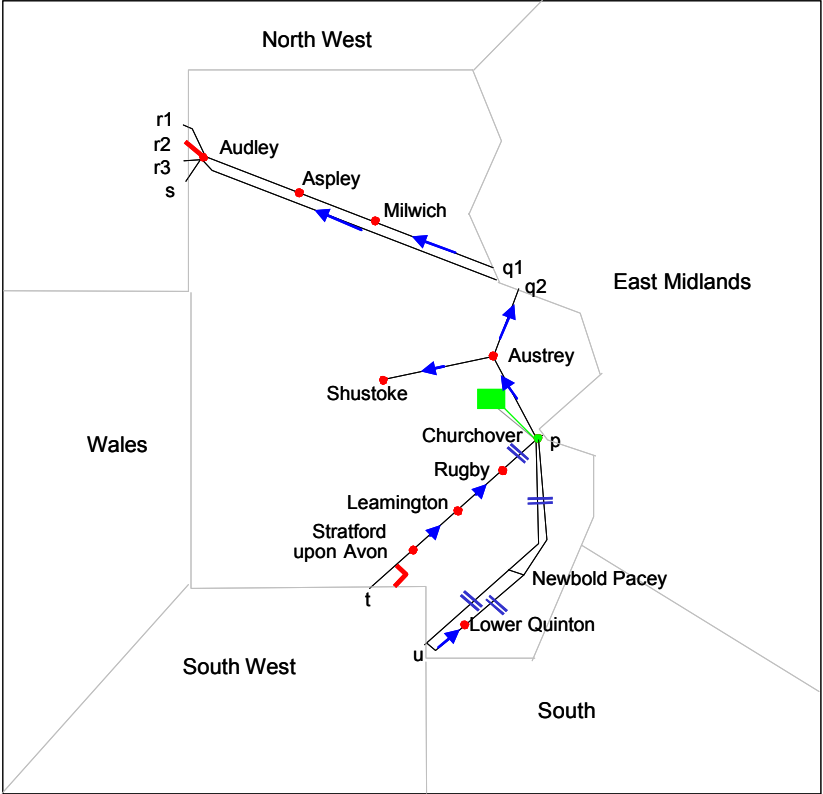 North West
r1
r2
r3
s
Audley
Aspley
Milwich
q1
q2
East Midlands
Austrey
Shustoke
Wales
Churchover
p
Rugby
Leamington
Stratford
upon Avon
t
Newbold Pacey
Lower Quinton
u
South West
South